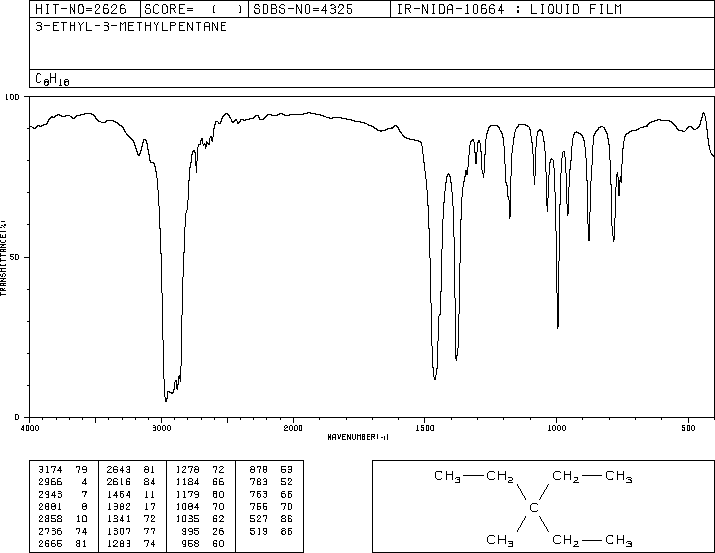 HIT-NO=2626 SCORE= ( ) SDBS-NO=4325 IR-NIDA-10664 : LIQUID FILM
3-ETHYL-3-METHYLPENTANE
C8H18
100
50
0
TRANSMITTANCE(%)
4000 3000 2000 1500 1000 500
WAVENUMBER(-1)
3174 79 2643 81 1278 72 878 53
2966 4 2616 84 1184 66 783 52
2943 7 1464 11 1179 60 763 66
2881 8 1382 17 1084 70 755 70
2858 10 1341 72 1035 62 527 86
2736 74 1307 77 995 26 519 86
2665 81 1283 74 958 60
CH3 CH2 CH2 CH3
C
CH3 CH2 CH3